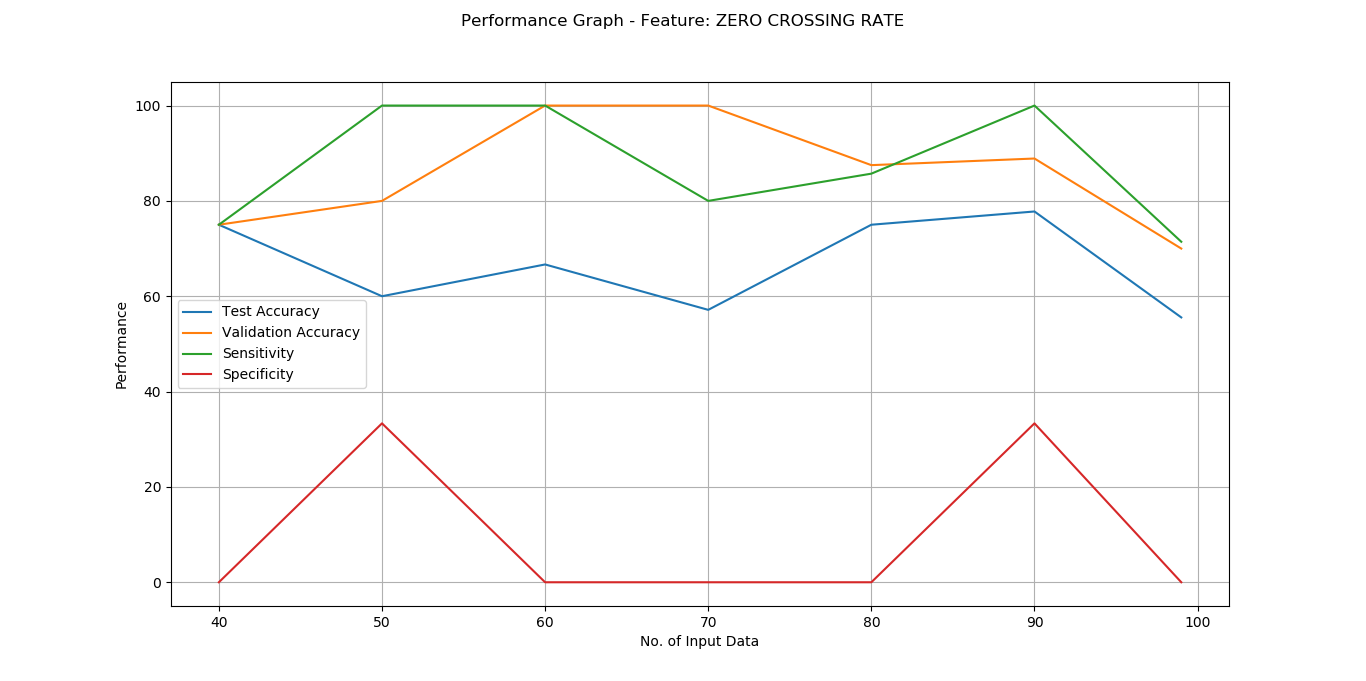 Performance Graph - Feature: ZERO CROSSING RATE
100
80
60
40
20
0
Performance
Test Accuracy
Validation Accuracy
Sensitivity
Specificity
40 50 60 70 80 90 100
No. of Input Data